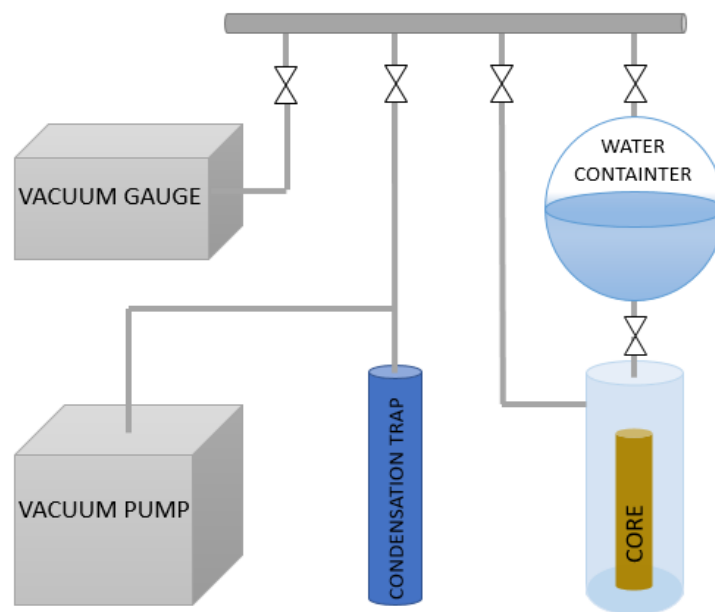 WATER
CONTAINTER
VACUUM GAUGE
VACUUM PUMP
CONDENSATION TRAP
CORE